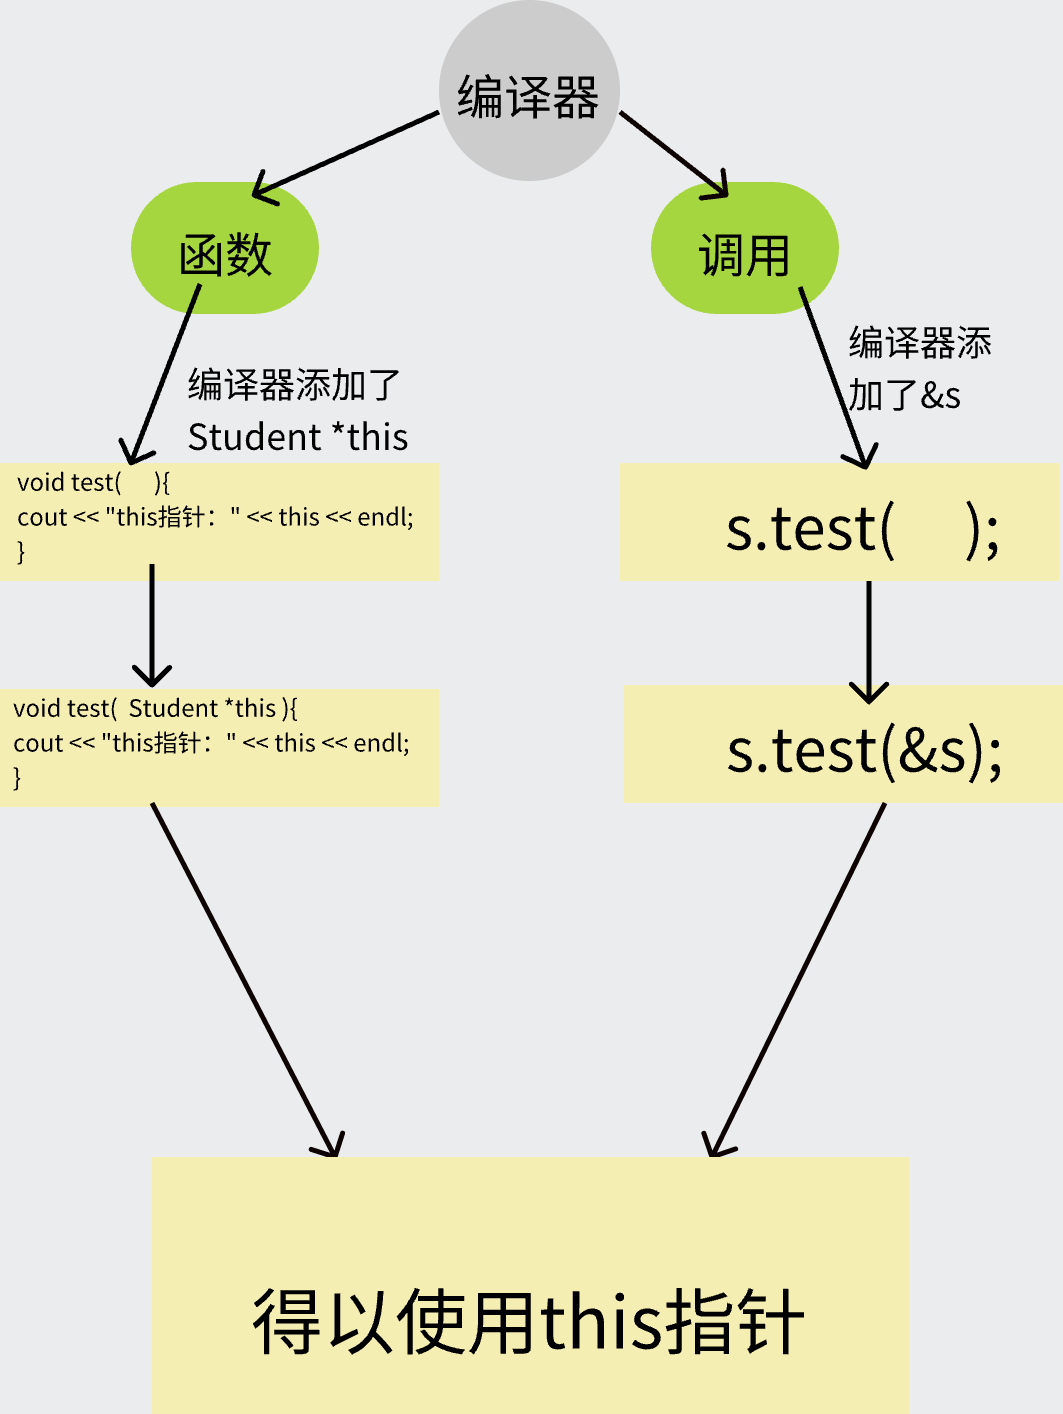 编译器
函数
调用
编译器添加了
Student *this
编译器添
加了&s
void test(     ){
cout << "this指针：" << this << endl;
}
s.test(     );
void test(  Student *this ){
cout << "this指针：" << this << endl;
}
s.test(&s);
得以使用this指针